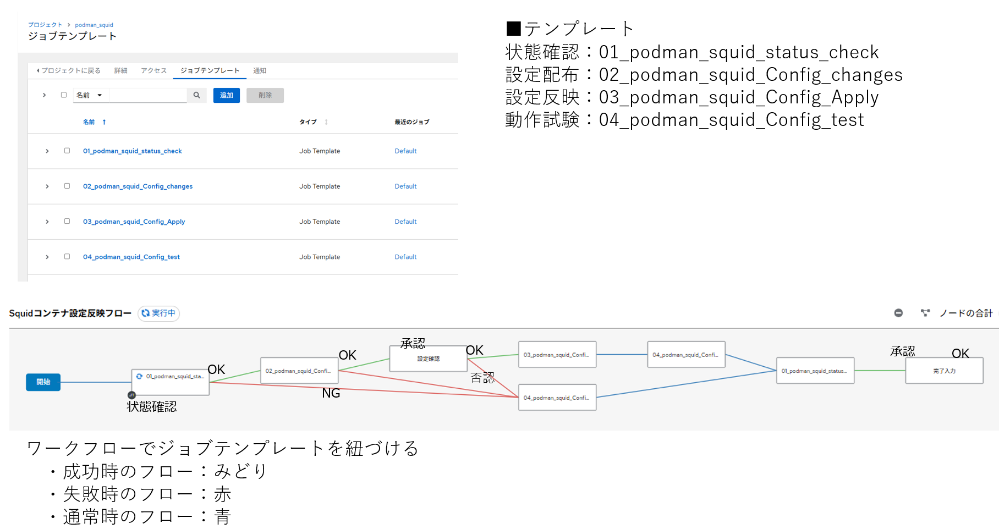 プロジェクト > podman_squid
ジョブテンプレート
プロジェクトに戻る 詳細 アクセス ジョブテンプレート 通知
名前 追加 削除
名前 タイプ 最近のジョブ
01_podman_squid_status_check Job Template Default
02_podman_squid_Config_changes Job Template Default
03_podman_squid_Config_Apply Job Template Default
04_podman_squid_Config_test Job Template Default
■テンプレート
状態確認：01_podman_squid_status_check
設定配布：02_podman_squid_Config_changes
設定反映：03_podman_squid_Config_Apply
動作試験：04_podman_squid_Config_test
Squidコンテナ設定反映フロー 実行中 ノードの合計
開始
01_podman_squid_sta...
JT
状態確認
OK
NG
02_podman_squid_Confi...
OK
承認
設定確認
OK
否認
03_podman_squid_Confi...
04_podman_squid_Confi...
04_podman_squid_Confi...
01_podman_squid_status...
承認
OK
完了入力
ワークフローでジョブテンプレートを紐づける
・成功時のフロー：みどり
・失敗時のフロー：赤
・通常時のフロー：青